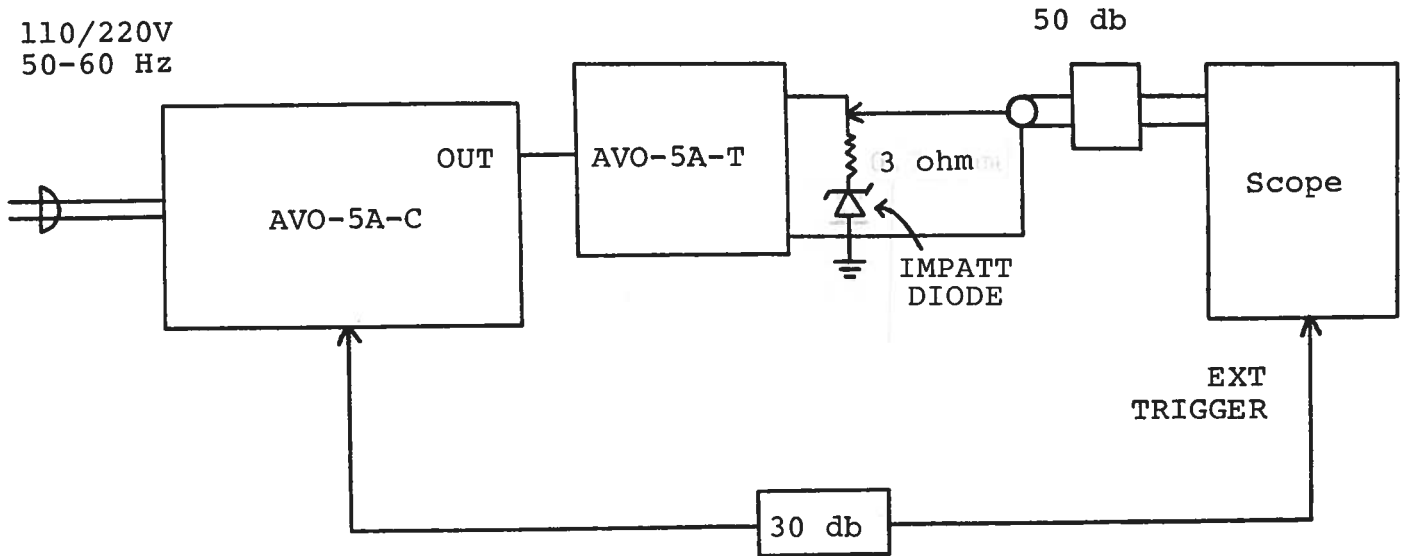 110/220V
50-60 Hz
50 db
OUT
AVO-5A-C
AVO-5A-T
3 ohm
IMPATT
DIODE
Scope
EXT
TRIGGER
30 db